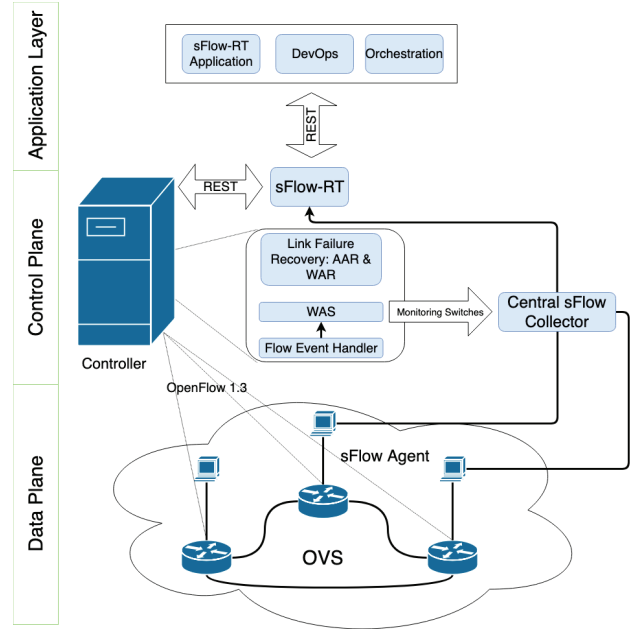 Application Layer
sFlow-RT
Application
DevOps
Orchestration
REST
Control Plane
REST
sFlow-RT
Link Failure
Recovery: AAR &
WAR
WAS
Flow Event Handler
Monitoring Switches
Central sFlow
Collector
Controller
OpenFlow 1.3
Data Plane
sFlow Agent
OVS